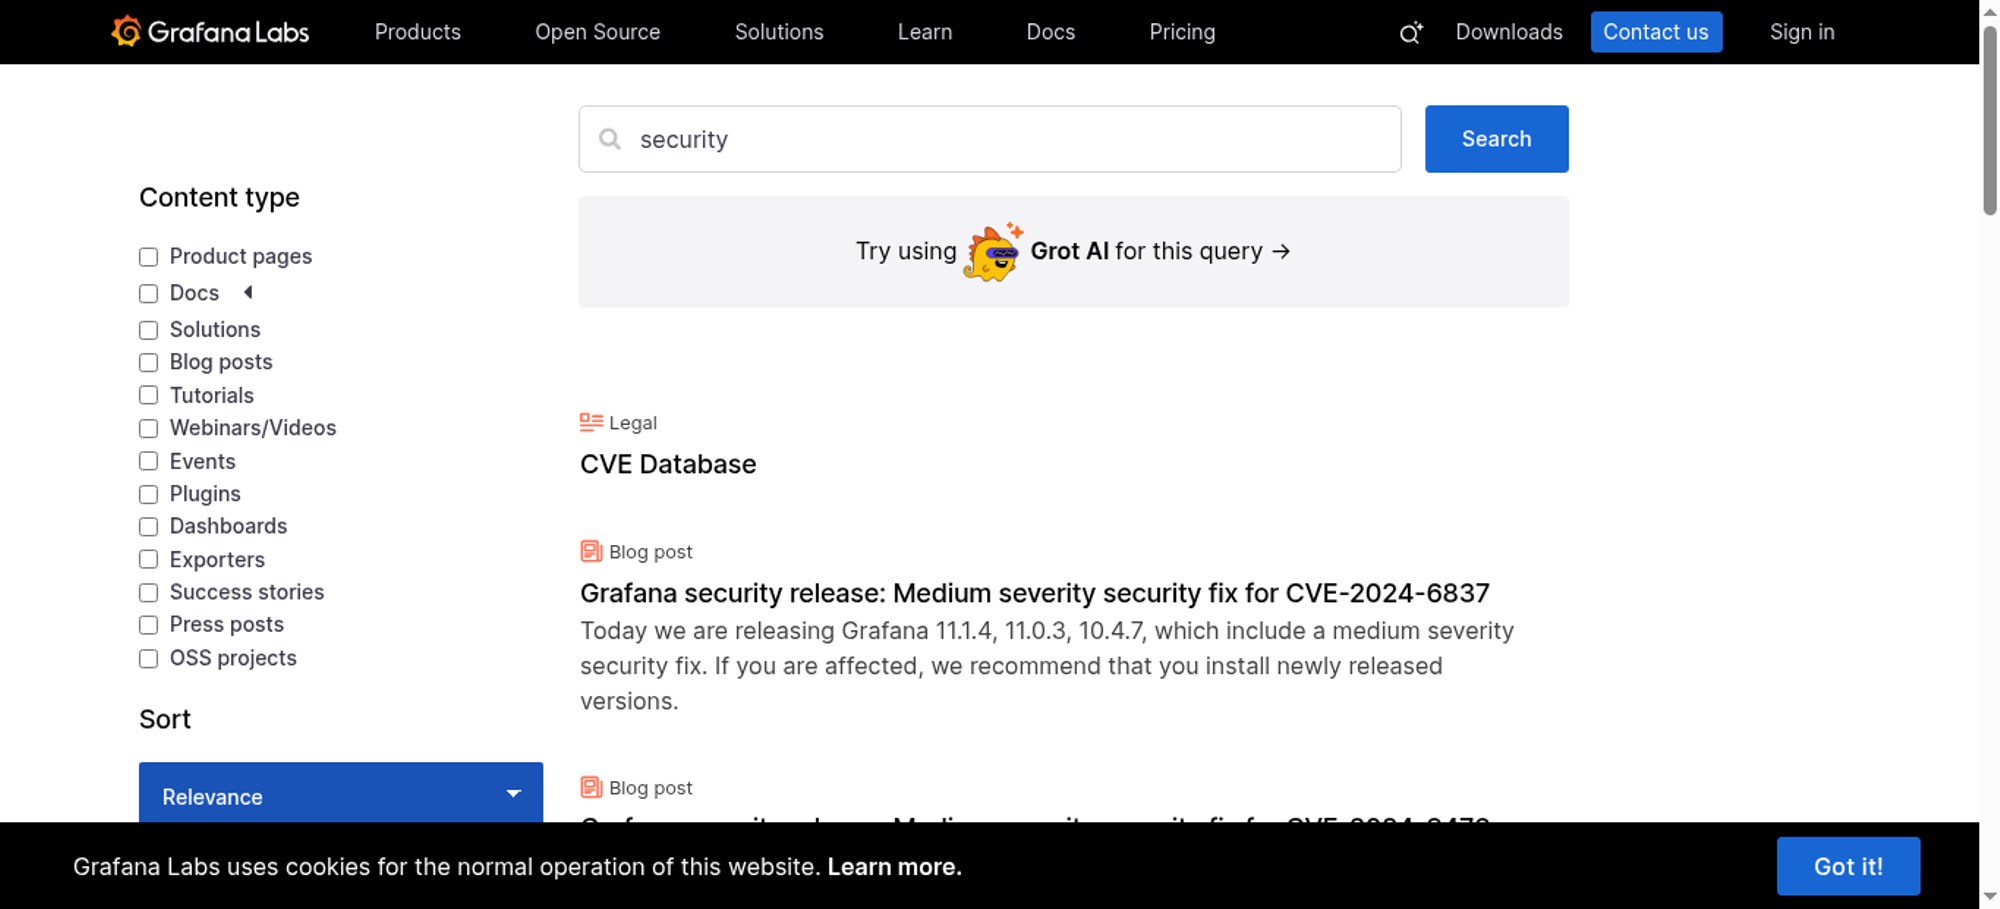 Grafana Labs
Products
Open Source
Solutions
Learn
Docs
Pricing
Downloads
Contact us
Sign in
security
Search
Content type
Product pages
Docs
Solutions
Blog posts
Tutorials
Webinars/Videos
Events
Plugins
Dashboards
Exporters
Success stories
Press posts
OSS projects
Sort
Relevance
Try using Grot AI for this query →
Legal
CVE Database
Blog post
Grafana security release: Medium severity security fix for CVE-2024-6837
Today we are releasing Grafana 11.1.4, 11.0.3, 10.4.7, which include a medium severity
security fix. If you are affected, we recommend that you install newly released
versions.
Blog post
Grafana Labs uses cookies for the normal operation of this website. Learn more.
Got it!